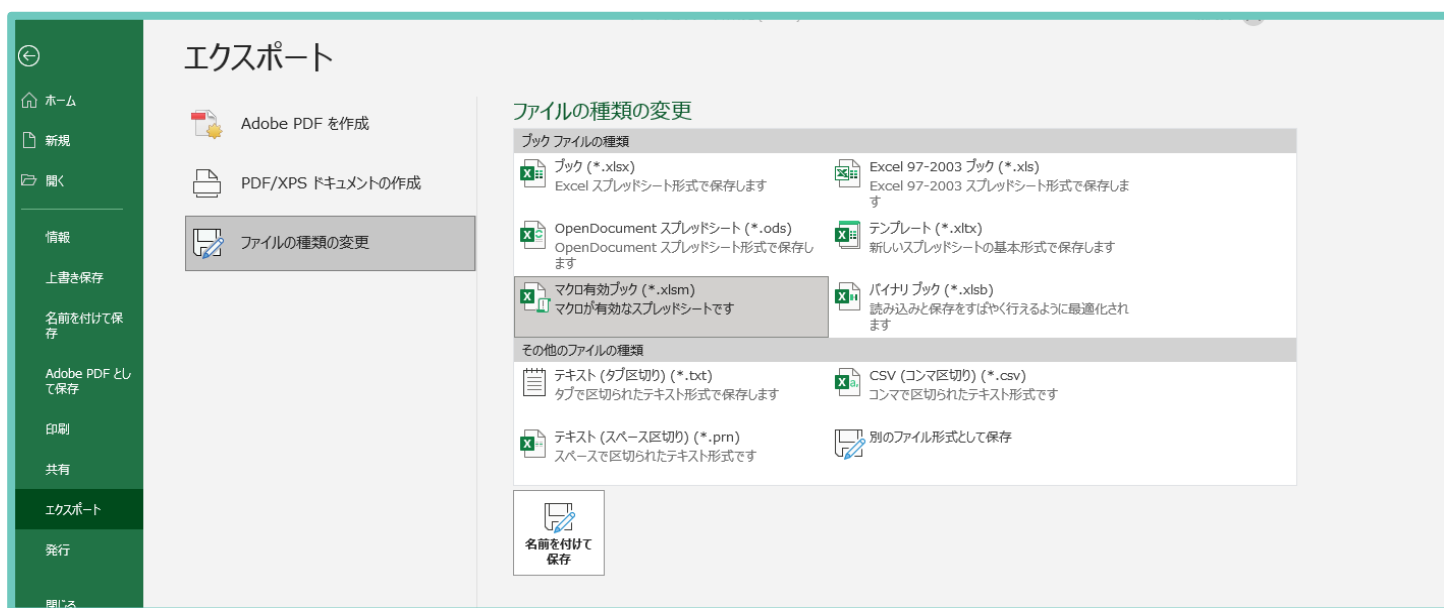 エクスポート
ホーム
新規
開く
情報
上書き保存
名前を付けて保
存
Adobe PDF とし
て保存
印刷
共有
エクスポート
発行
閉じる
Adobe PDF を作成
PDF/XPS ドキュメントの作成
ファイルの種類の変更
ファイルの種類の変更
ブック ファイルの種類
ブック (*.xlsx)
Excel スプレッドシート形式で保存します
Excel 97-2003 ブック (*.xls)
Excel 97-2003 スプレッドシート形式で保存しま
す
OpenDocument スプレッドシート (*.ods)
OpenDocument スプレッドシート形式で保存し
ます
テンプレート (*.xltx)
新しいスプレッドシートの基本形式で保存します
マクロ有効ブック (*.xlsm)
マクロが有効なスプレッドシートです
バイナリ ブック (*.xlsb)
読み込みと保存をすばやく行えるように最適化され
ます
その他のファイルの種類
テキスト (タブ区切り) (*.txt)
タブで区切られたテキスト形式で保存します
CSV (コンマ区切り) (*.csv)
コンマで区切られたテキスト形式です
テキスト (スペース区切り) (*.prn)
スペースで区切られたテキスト形式です
別のファイル形式として保存
名前を付けて
保存